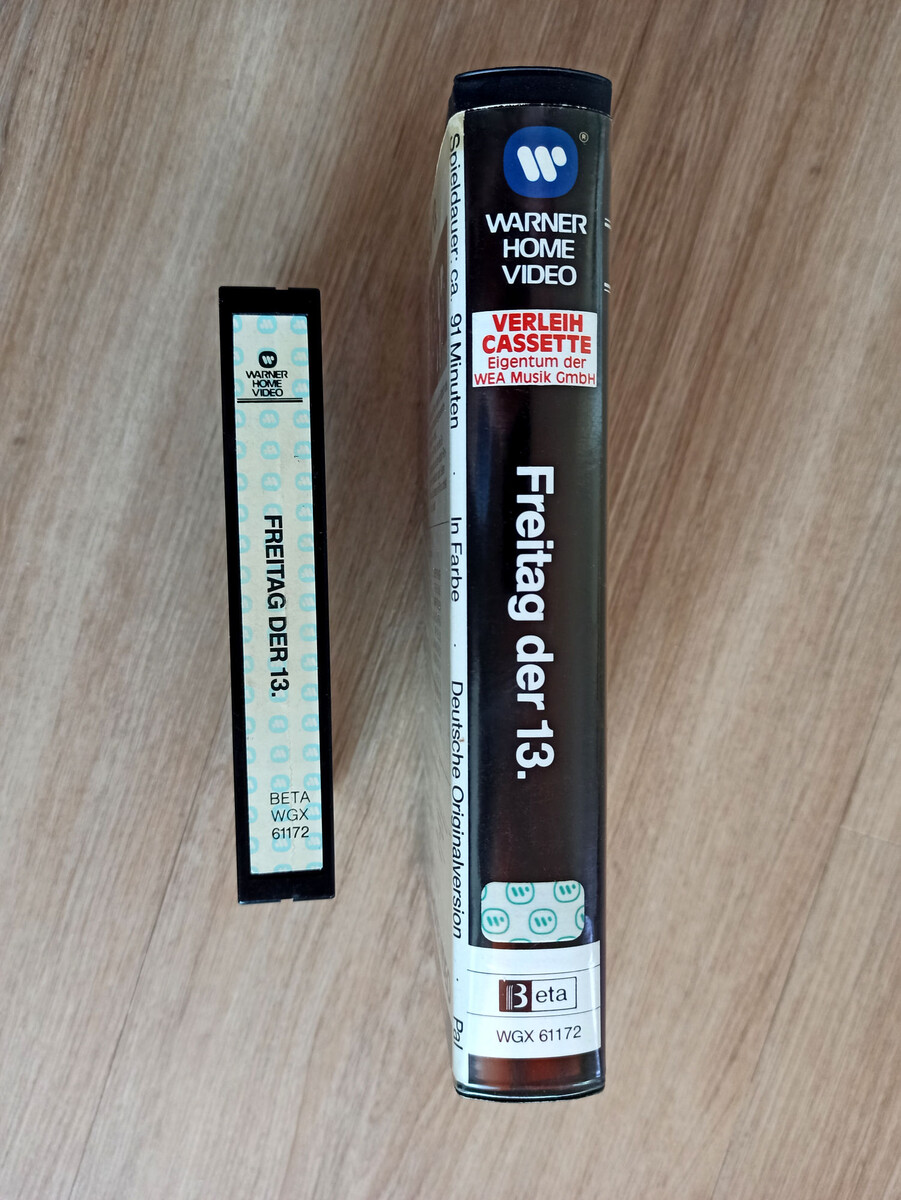 WARNER
HOME
VIDEO
FREITAG DER 13.
BETA
WGX
61172
Spieldauer: ca. 91 Minuten · In Farbe · Deutsche Originalversion · Pal
®
WARNER
HOME
VIDEO
VERLEIH
CASSETTE
Eigentum der
WEA Musik GmbH
Freitag der 13.
Beta
WGX 61172